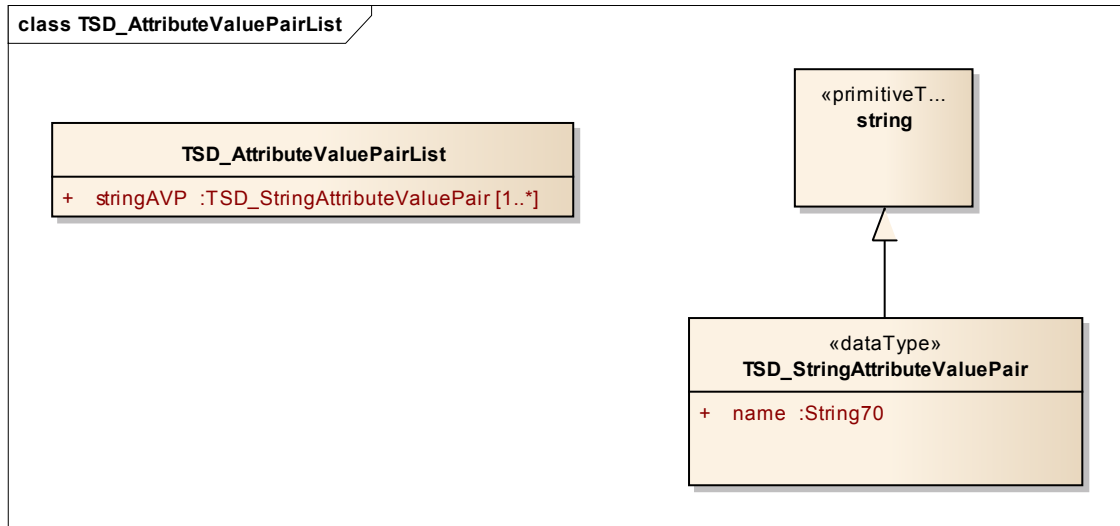 class TSD_AttributeValuePairList
TSD_AttributeValuePairList
+ stringAVP :TSD_StringAttributeValuePair [1..*]
«primitiveT...
string
«dataType»
TSD_StringAttributeValuePair
+ name :String70